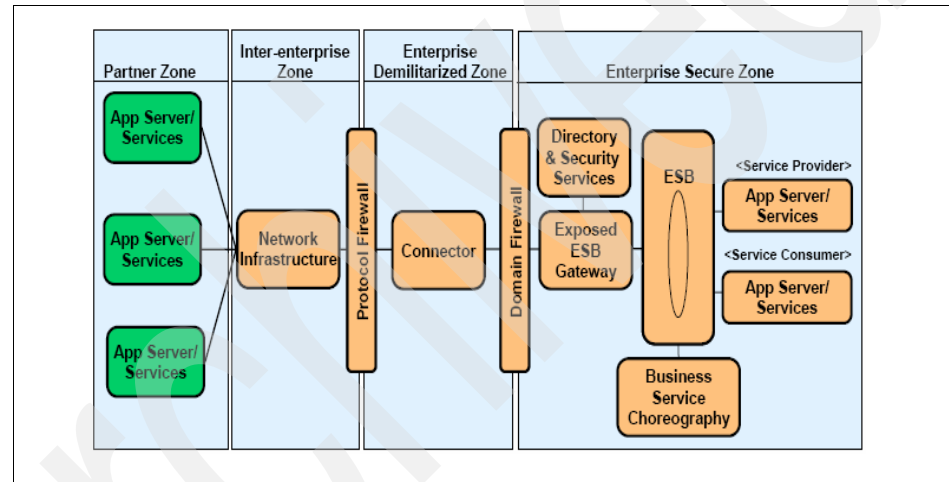 Partner Zone
Inter-enterprise
Zone
Enterprise
Demilitarized Zone
Enterprise Secure Zone
App Server/
Services
App Server/
Services
App Server/
Services
Network
Infrastructure
Protocol Firewall
Connector
Domain Firewall
Directory
& Security
Services
Exposed
ESB
Gateway
ESB
<Service Provider>
App Server/
Services
<Service Consumer>
App Server/
Services
Business
Service
Choreography